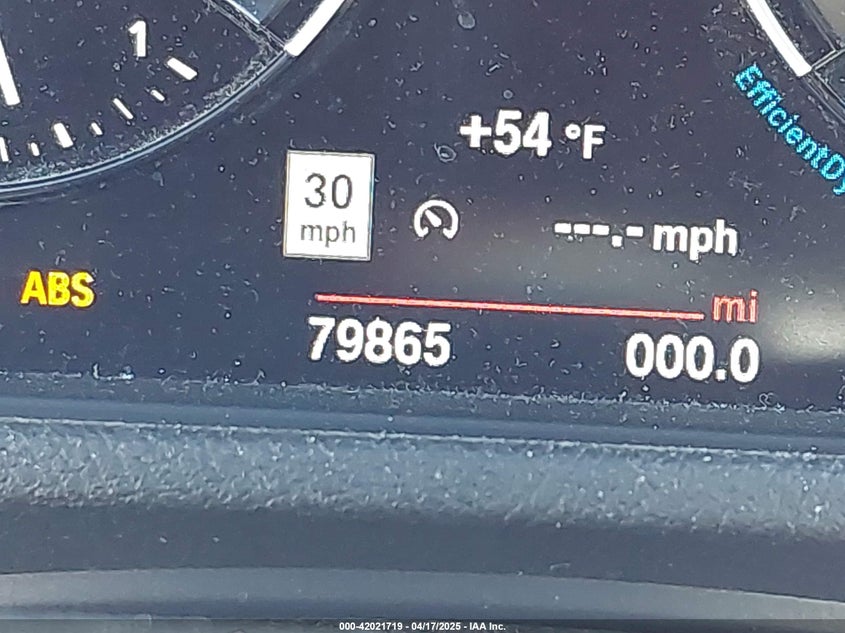 1
+54 °F
EfficientDy
30
mph
---.- mph
ABS
mi
79865
000.0
000-42021719 - 04/17/2025 - IAA Inc.